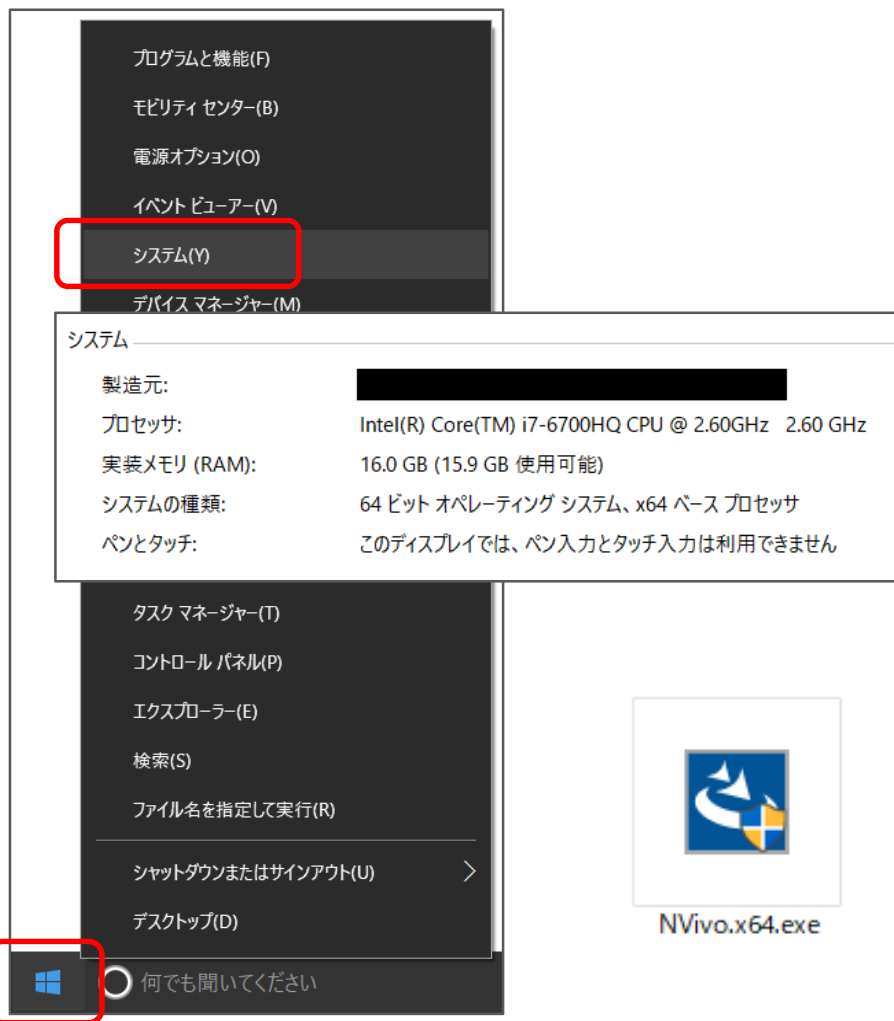 プログラムと機能(F)
モビリティ センター(B)
電源オプション(O)
イベント ビューアー(V)
システム(Y)
デバイス マネージャー(M)
システム
製造元:
プロセッサ: Intel(R) Core(TM) i7-6700HQ CPU @ 2.60GHz 2.60 GHz
実装メモリ (RAM): 16.0 GB (15.9 GB 使用可能)
システムの種類: 64 ビット オペレーティング システム、x64 ベース プロセッサ
ペンとタッチ: このディスプレイでは、ペン入力とタッチ入力は利用できません
タスク マネージャー(T)
コントロール パネル(P)
エクスプローラー(E)
検索(S)
ファイル名を指定して実行(R)
シャットダウンまたはサインアウト(U)
デスクトップ(D)
NVivo.x64.exe
何でも聞いてください